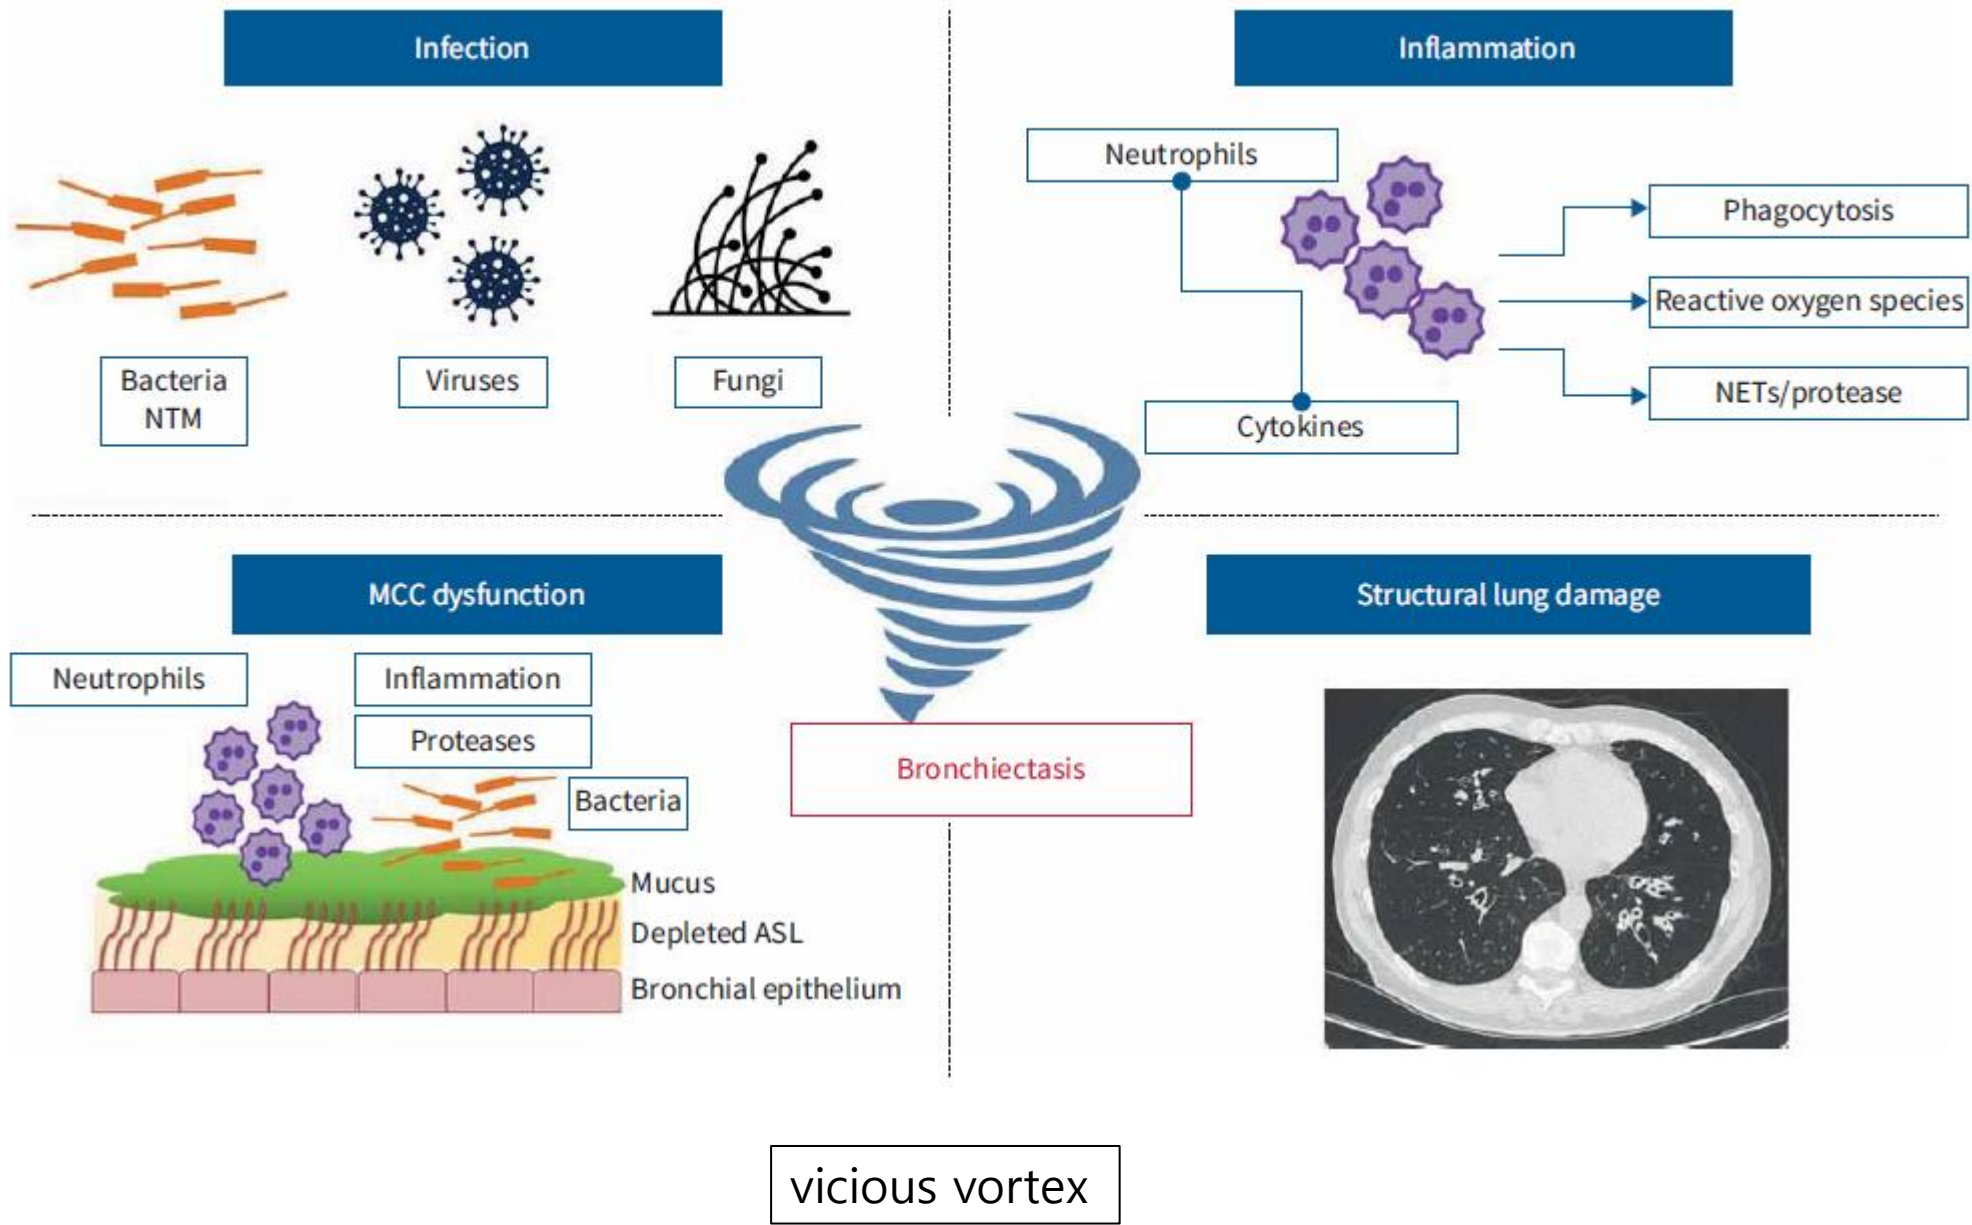 Infection
Bacteria
NTM
Viruses
Fungi
Inflammation
Neutrophils
Cytokines
Phagocytosis
Reactive oxygen species
NETs/protease
MCC dysfunction
Neutrophils
Inflammation
Proteases
Bacteria
Mucus
Depleted ASL
Bronchial epithelium
Structural lung damage
Bronchiectasis
vicious vortex